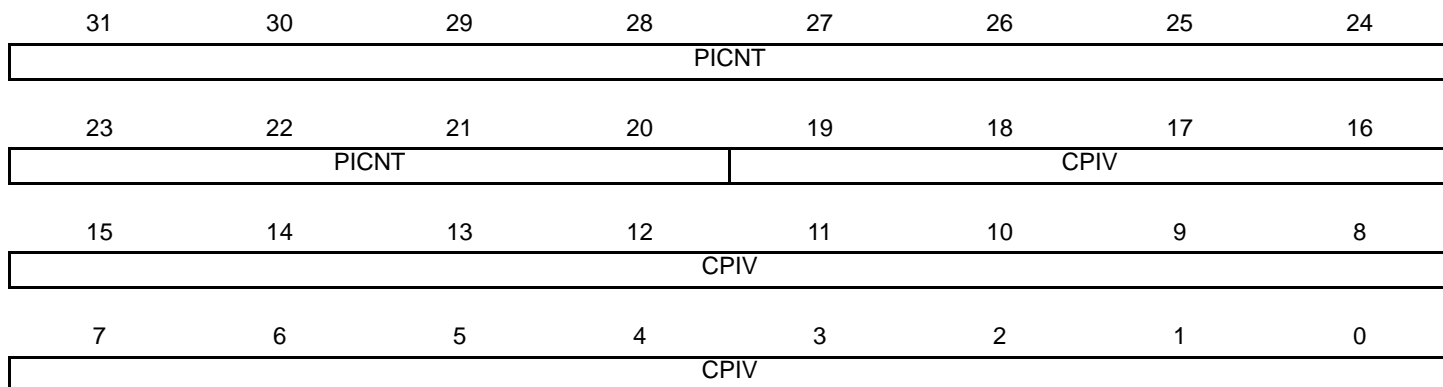 31 30 29 28 27 26 25 24
PICNT
23 22 21 20 19 18 17 16
PICNT CPIV
15 14 13 12 11 10 9 8
CPIV
7 6 5 4 3 2 1 0
CPIV